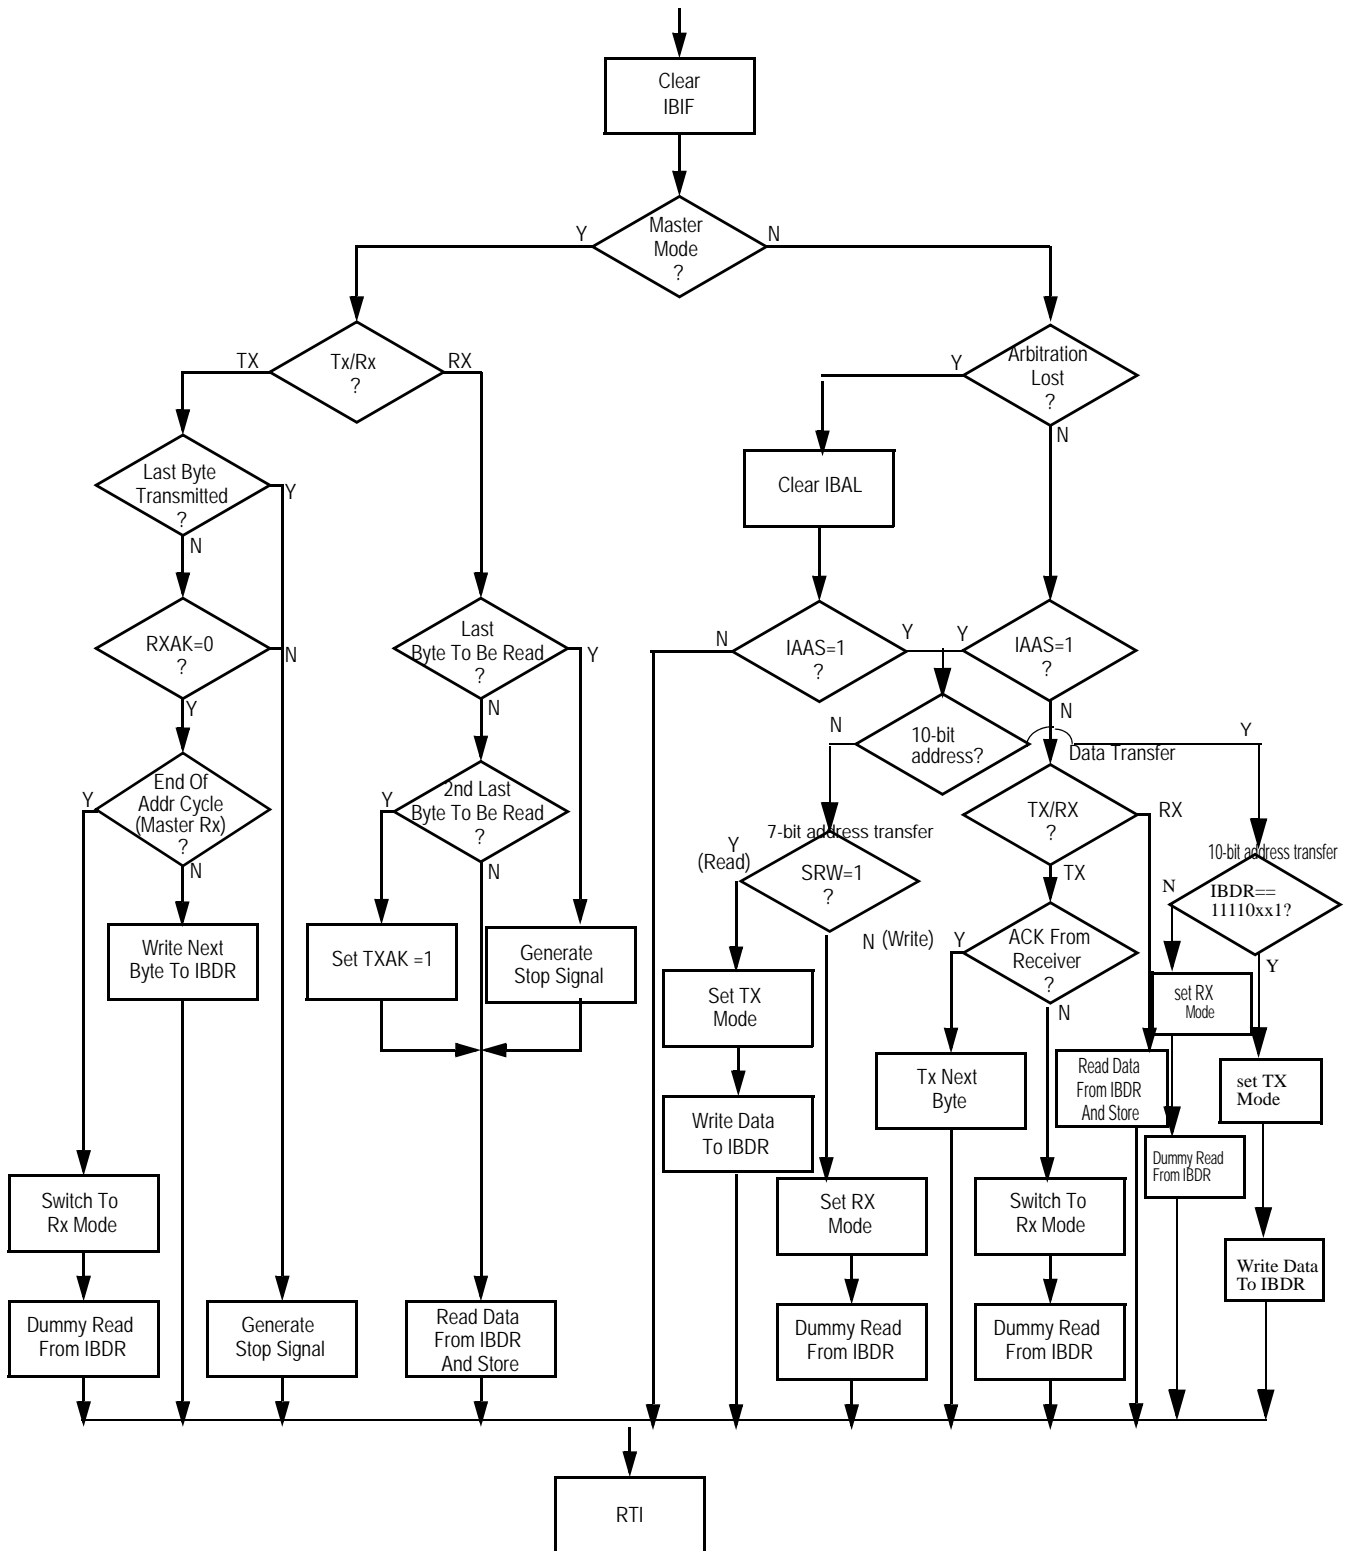 Clear
IBIF
Master
Mode
?
Y
N
Tx/Rx
?
TX
RX
Arbitration
Lost
?
Y
N
Last Byte
Transmitted
?
Y
N
Clear IBAL
RXAK=0
?
N
Y
Last
Byte To Be Read
?
Y
N
IAAS=1
?
N
Y
IAAS=1
?
Y
N
10-bit
address?
N
Y
Data Transfer
End Of
Addr Cycle
(Master Rx)
?
Y
N
2nd Last
Byte To Be Read
?
Y
N
7-bit address transfer
SRW=1
?
Y
(Read)
N (Write)
TX/RX
?
RX
TX
10-bit address transfer
IBDR==
11110xx1?
N
Y
Write Next
Byte To IBDR
Set TXAK =1
Generate
Stop Signal
ACK From
Receiver
?
Y
N
Set TX
Mode
set RX
Mode
Tx Next
Byte
Read Data
From IBDR
And Store
set TX
Mode
Write Data
To IBDR
Dummy Read
From IBDR
Switch To
Rx Mode
Set RX
Mode
Switch To
Rx Mode
Write Data
To IBDR
Dummy Read
From IBDR
Generate
Stop Signal
Read Data
From IBDR
And Store
Dummy Read
From IBDR
Dummy Read
From IBDR
RTI